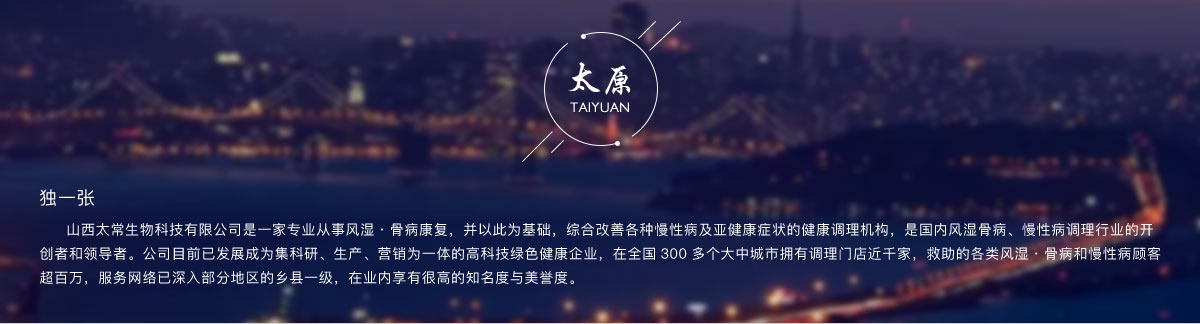 太原
TAIYUAN
独一张
山西太常生物科技有限公司是一家专业从事风湿·骨病康复，并以此为基础，综合改善各种慢性病及亚健康症状的健康调理机构，是国内风湿骨病、慢性病调理行业的开
创者和领导者。公司目前已发展成为集科研、生产、营销为一体的高科技绿色健康企业，在全国 300 多个大中城市拥有调理门店近千家，救助的各类风湿·骨病和慢性病顾客
超百万，服务网络已深入部分地区的乡县一级，在业内享有很高的知名度与美誉度。